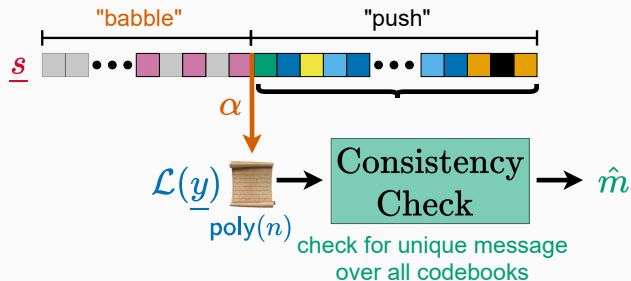 "babble" "push"
s
α
L(y) Consistency Check m̂
poly(n)
check for unique message
over all codebooks